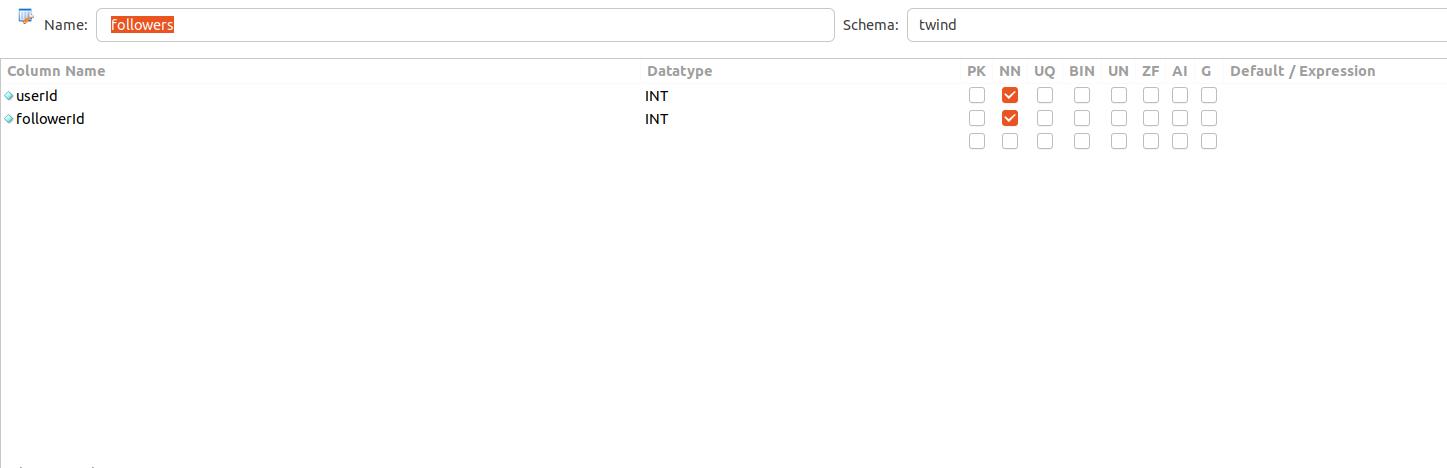 Name: followers Schema: twind
Column Name Datatype PK NN UQ BIN UN ZF AI G Default / Expression
userId INT
followerId INT